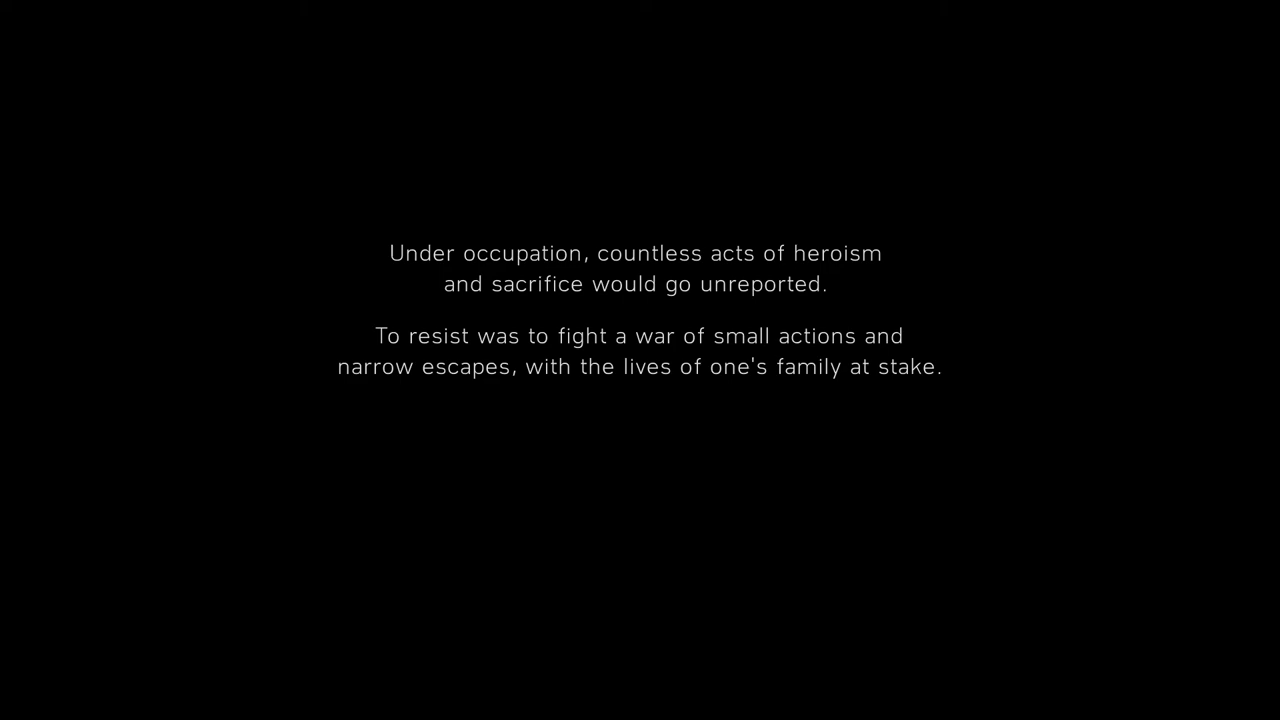 Under occupation, countless acts of heroism
and sacrifice would go unreported.
To resist was to fight a war of small actions and
narrow escapes, with the lives of one's family at stake.